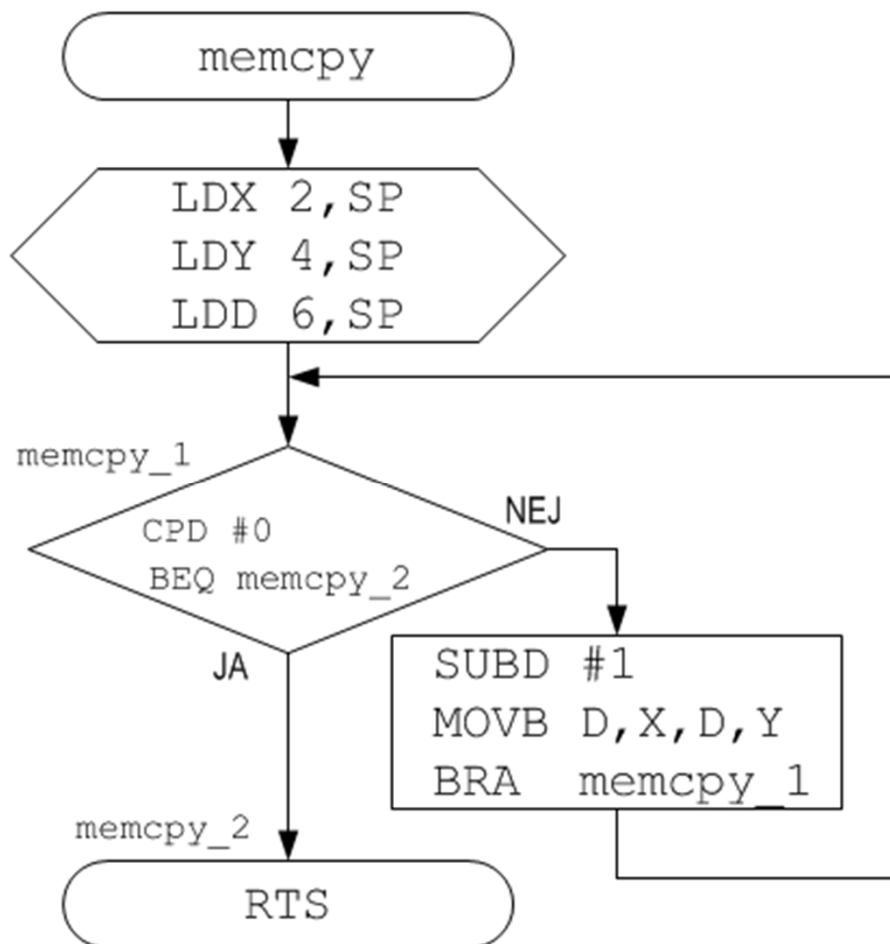 memcpy
LDX 2,SP
LDY 4,SP
LDD 6,SP
memcpy_1
CPD #0
BEQ memcpy_2
NEJ
JA
SUBD #1
MOVB D,X,D,Y
BRA memcpy_1
memcpy_2
RTS